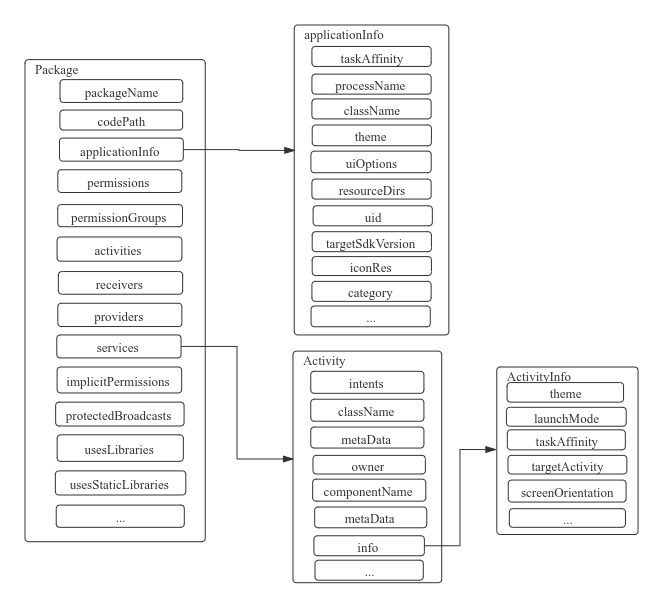 Package
packageName
codePath
applicationInfo
permissions
permissionGroups
activities
receivers
providers
services
implicitPermissions
protectedBroadcasts
usesLibraries
usesStaticLibraries
...
applicationInfo
taskAffinity
processName
className
theme
uiOptions
resourceDirs
uid
targetSdkVersion
iconRes
category
...
Activity
intents
className
metaData
owner
componentName
metaData
info
...
ActivityInfo
theme
launchMode
taskAffinity
targetActivity
screenOrientation
...